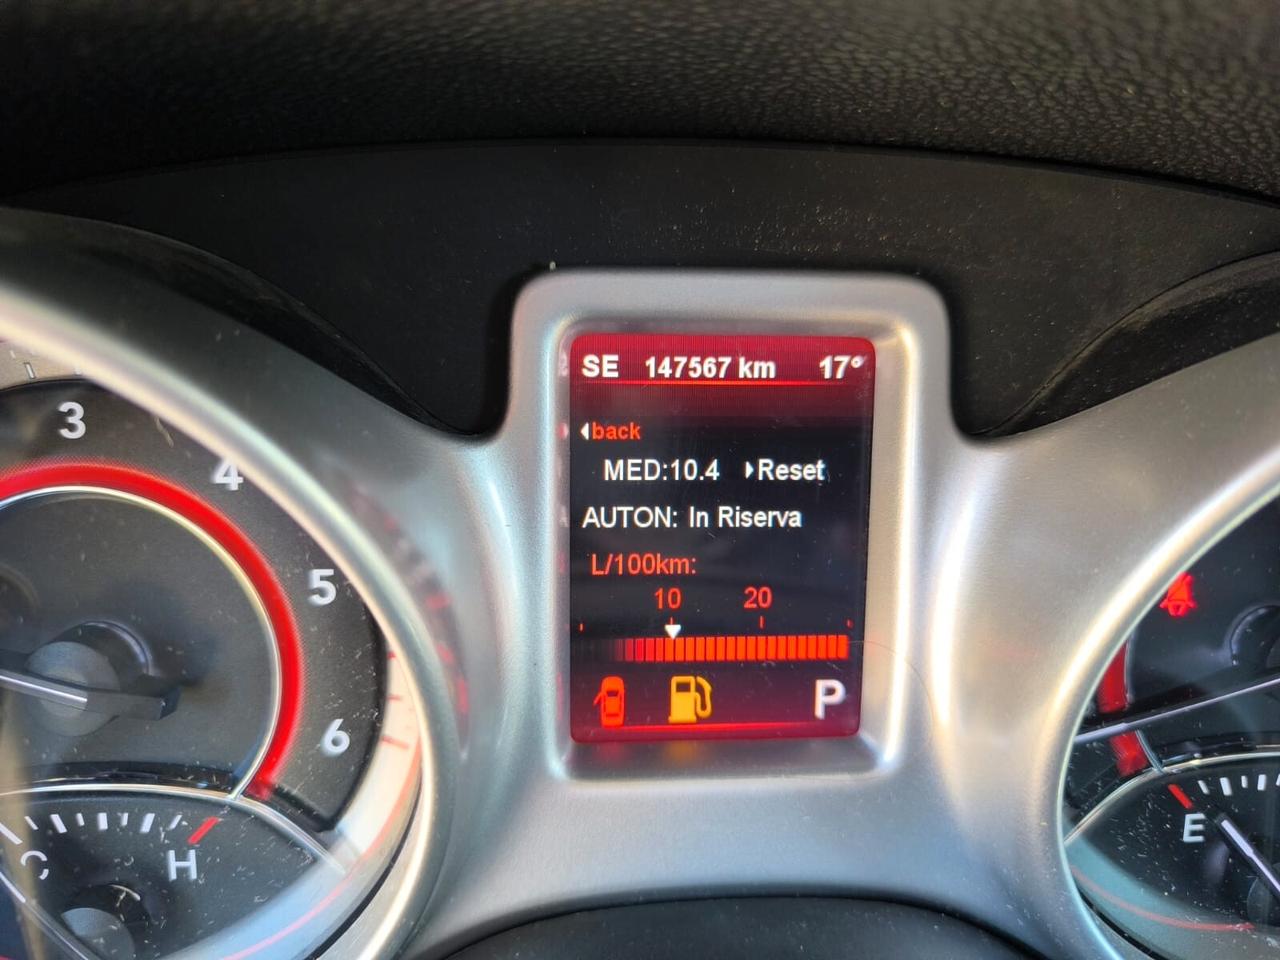 SE 147567 km 17°
back
MED:10.4 Reset
AUTON: In Riserva
L/100km:
10 20
P
3
4
5
6
C H
E